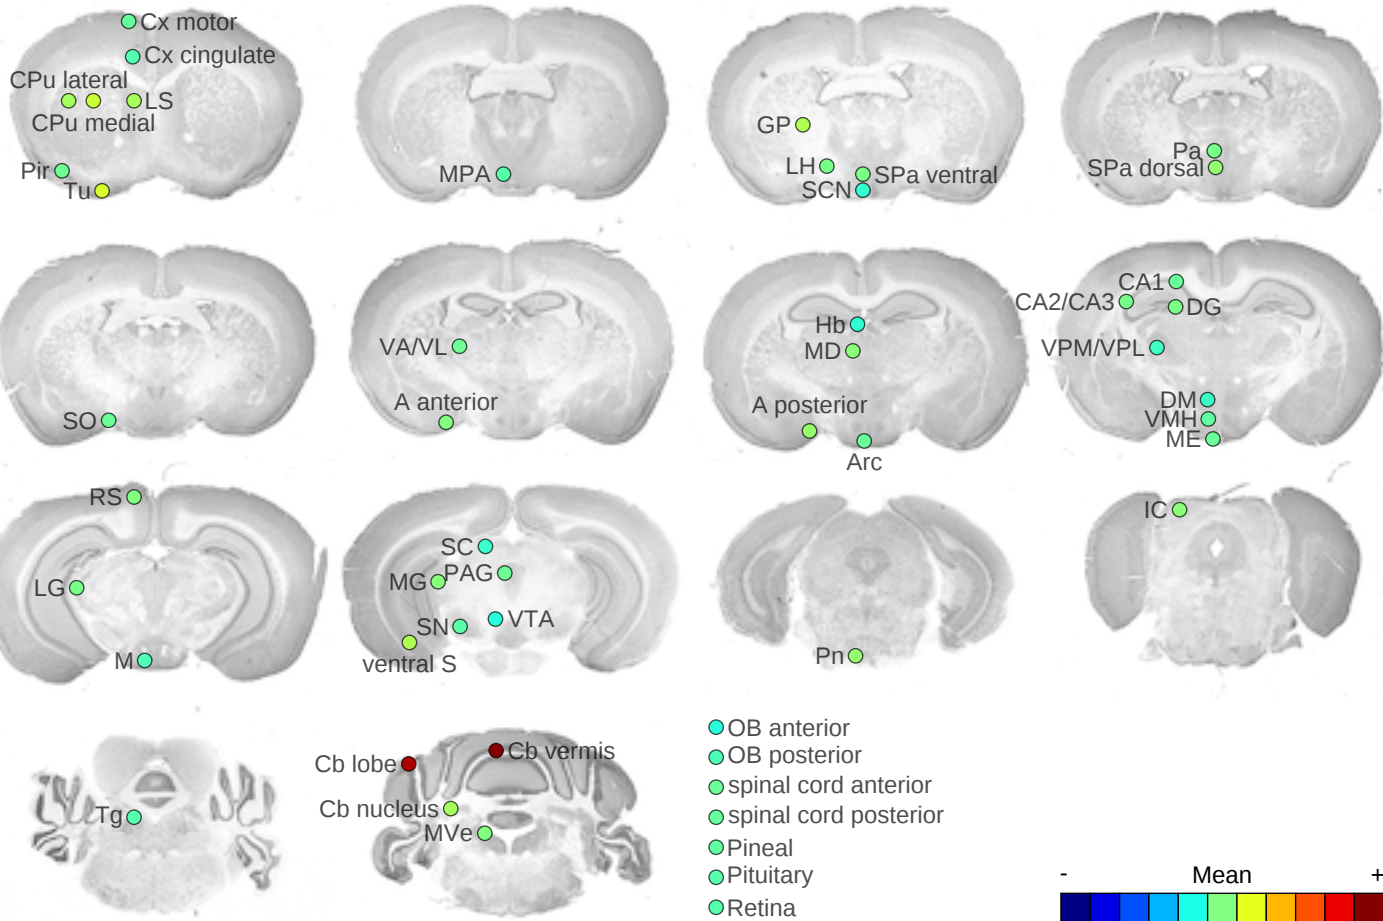 Cx motor
Cx cingulate
CPu lateral
LS
CPu medial
Pir
Tu
MPA
GP
LH
SPa ventral
SCN
Pa
SPa dorsal
SO
VA/VL
A anterior
Hb
MD
A posterior
Arc
CA1
CA2/CA3
DG
VPM/VPL
DM
VMH
ME
RS
LG
M
SC
PAG
MG
SN
VTA
ventral S
Pn
IC
Tg
Cb lobe
Cb vermis
Cb nucleus
MVe
OB anterior
OB posterior
spinal cord anterior
spinal cord posterior
Pineal
Pituitary
Retina
- Mean +